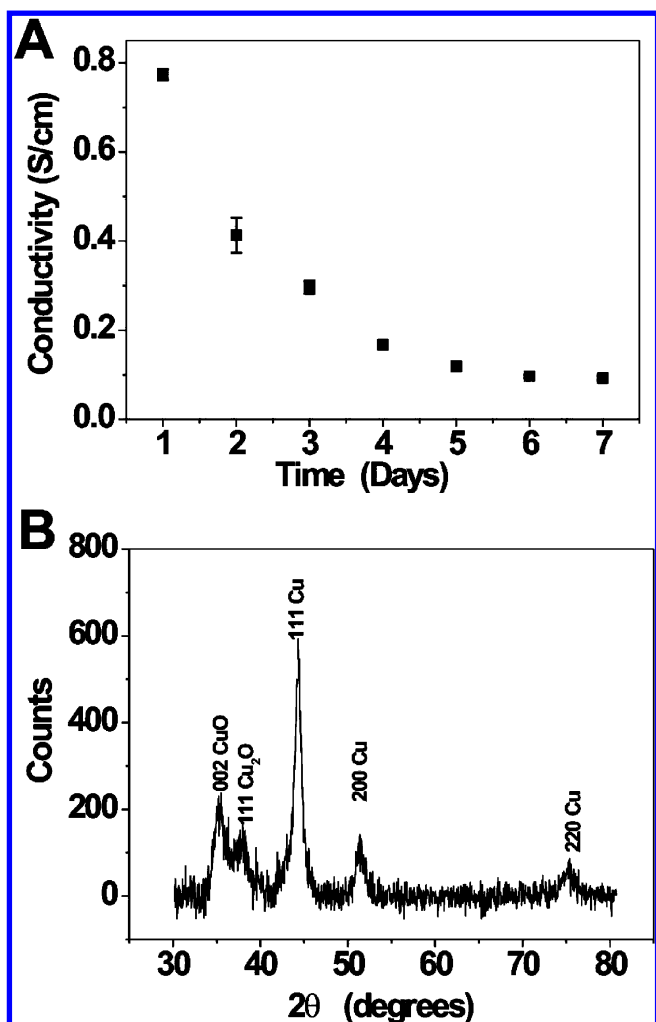 A
0.8
0.6
0.4
0.2
0.0
Conductivity (S/cm)
1 2 3 4 5 6 7
Time (Days)
B
800
600
400
200
0
Counts
002 CuO
111 Cu₂O
111 Cu
200 Cu
220 Cu
30 40 50 60 70 80
2θ (degrees)